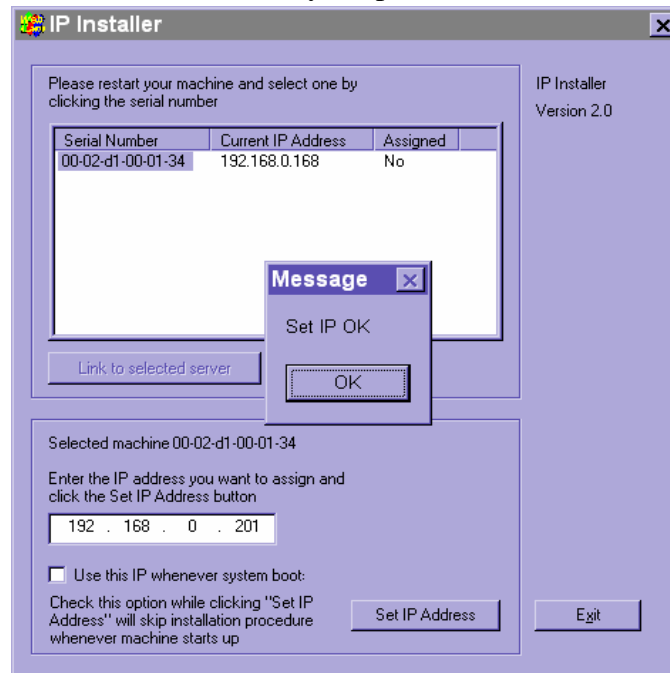 IP Installer
Please restart your machine and select one by
clicking the serial number
IP Installer
Version 2.0
Serial Number Current IP Address Assigned
00-02-d1-00-01-34 192.168.0.168 No
Message
Set IP OK
OK
Link to selected server
Selected machine 00-02-d1-00-01-34
Enter the IP address you want to assign and
click the Set IP Address button
192 . 168 . 0 . 201
Use this IP whenever system boot:
Check this option while clicking "Set IP
Address" will skip installation procedure
whenever machine starts up
Set IP Address
Exit